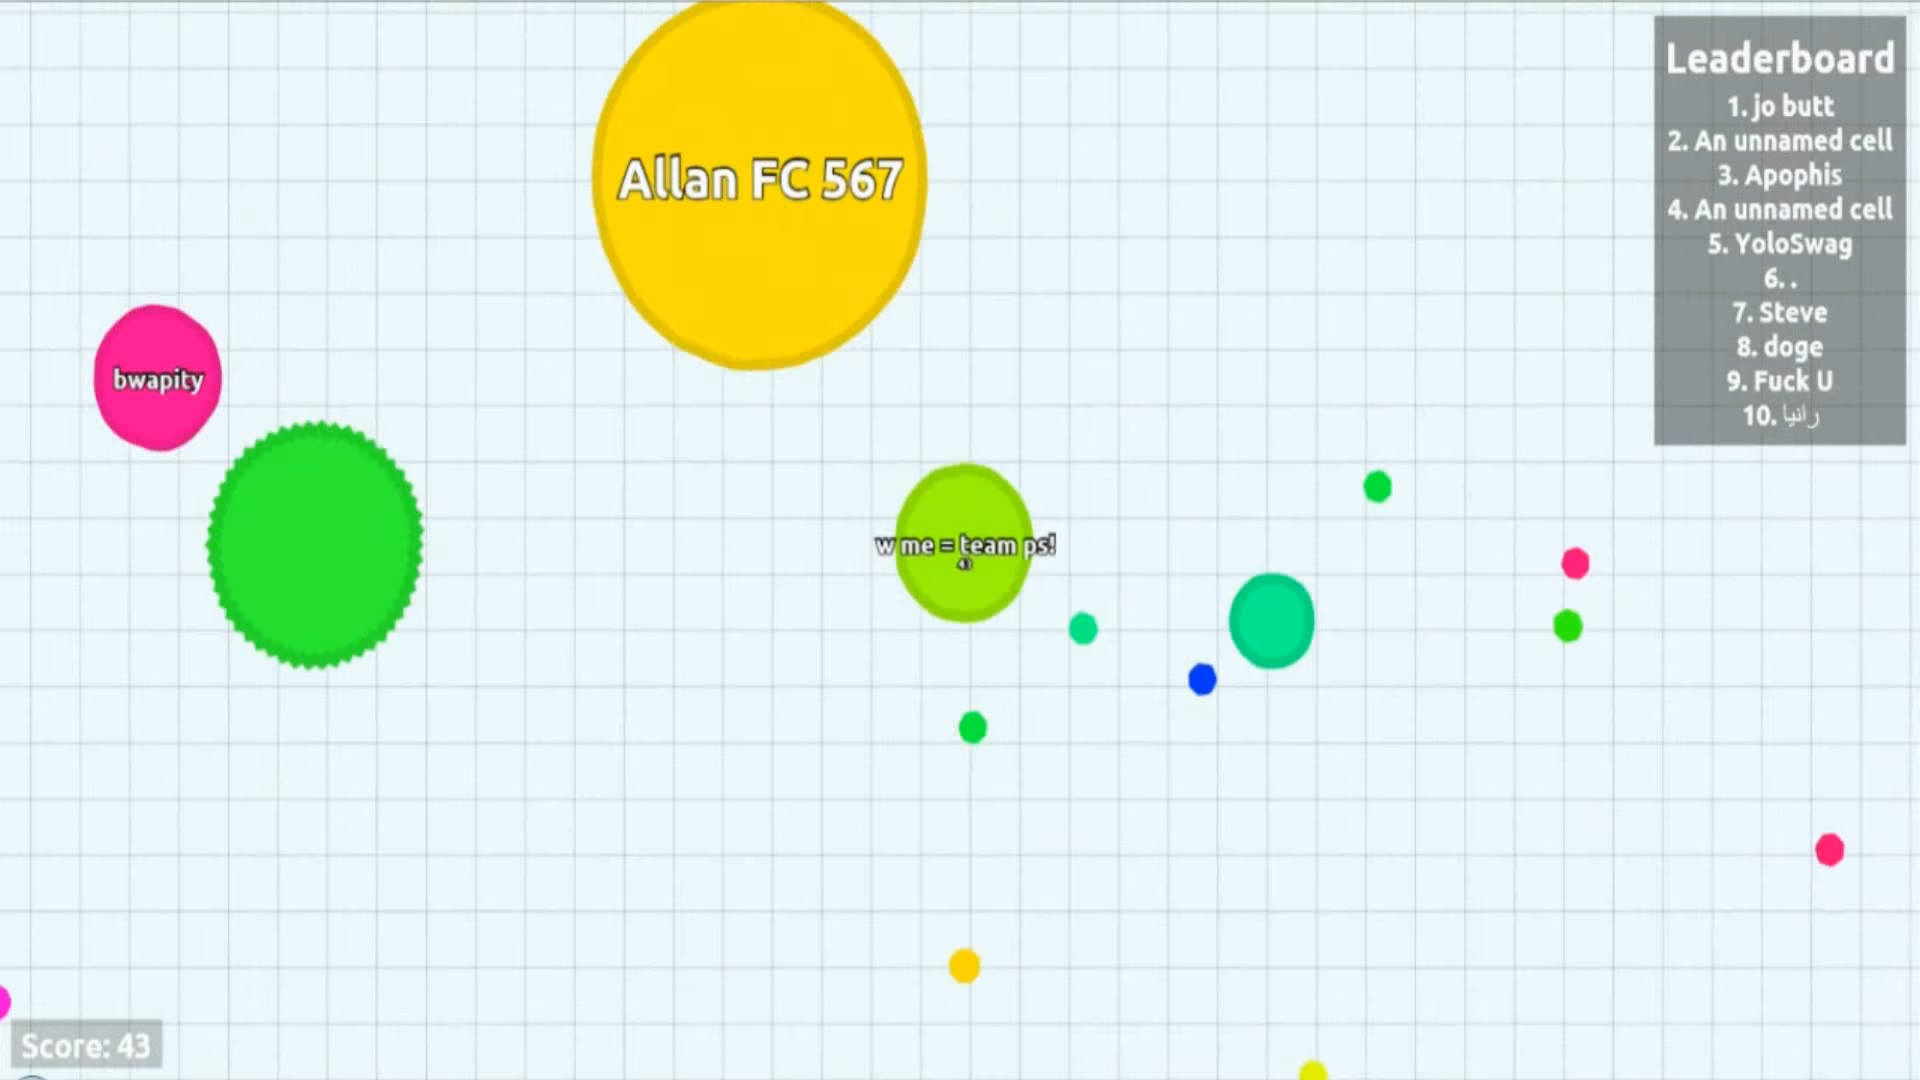 Allan FC 567
bwapity
w me = team ps!
43
Leaderboard
1. jo butt
2. An unnamed cell
3. Apophis
4. An unnamed cell
5. YoloSwag
6. .
7. Steve
8. doge
9. Fuck U
10. رانيا
Score: 43